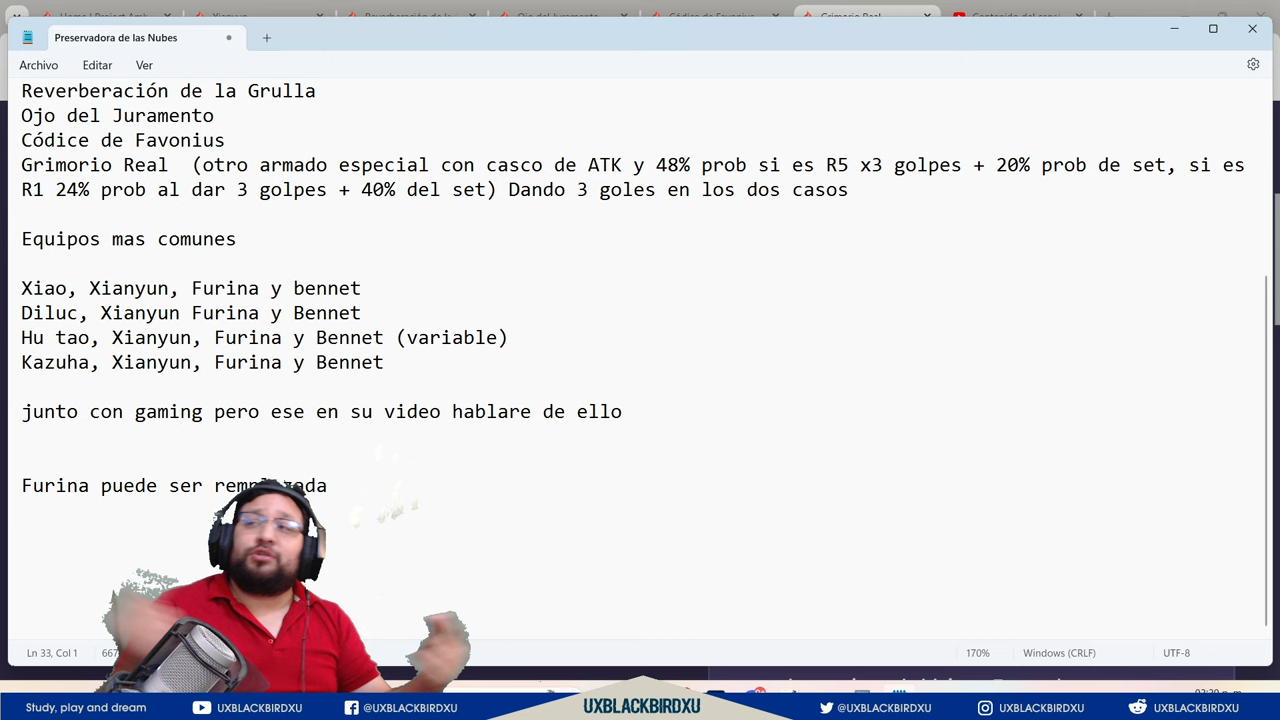 Preservadora de las Nubes
Archivo Editar Ver
Reverberación de la Grulla
Ojo del Juramento
Códice de Favonius
Grimorio Real (otro armado especial con casco de ATK y 48% prob si es R5 x3 golpes + 20% prob de set, si es
R1 24% prob al dar 3 golpes + 40% del set) Dando 3 goles en los dos casos
Equipos mas comunes
Xiao, Xianyun, Furina y bennet
Diluc, Xianyun Furina y Bennet
Hu tao, Xianyun, Furina y Bennet (variable)
Kazuha, Xianyun, Furina y Bennet
junto con gaming pero ese en su video hablare de ello
Furina puede ser remplazada
Ln 33, Col 1 667 170% Windows (CRLF) UTF-8
Study, play and dream UXBLACKBIRDXU @UXBLACKBIRDXU UXBLACKBIRDXU @UXBLACKBIRDXU UXBLACKBIRDXU UXBLACKBIRDXU